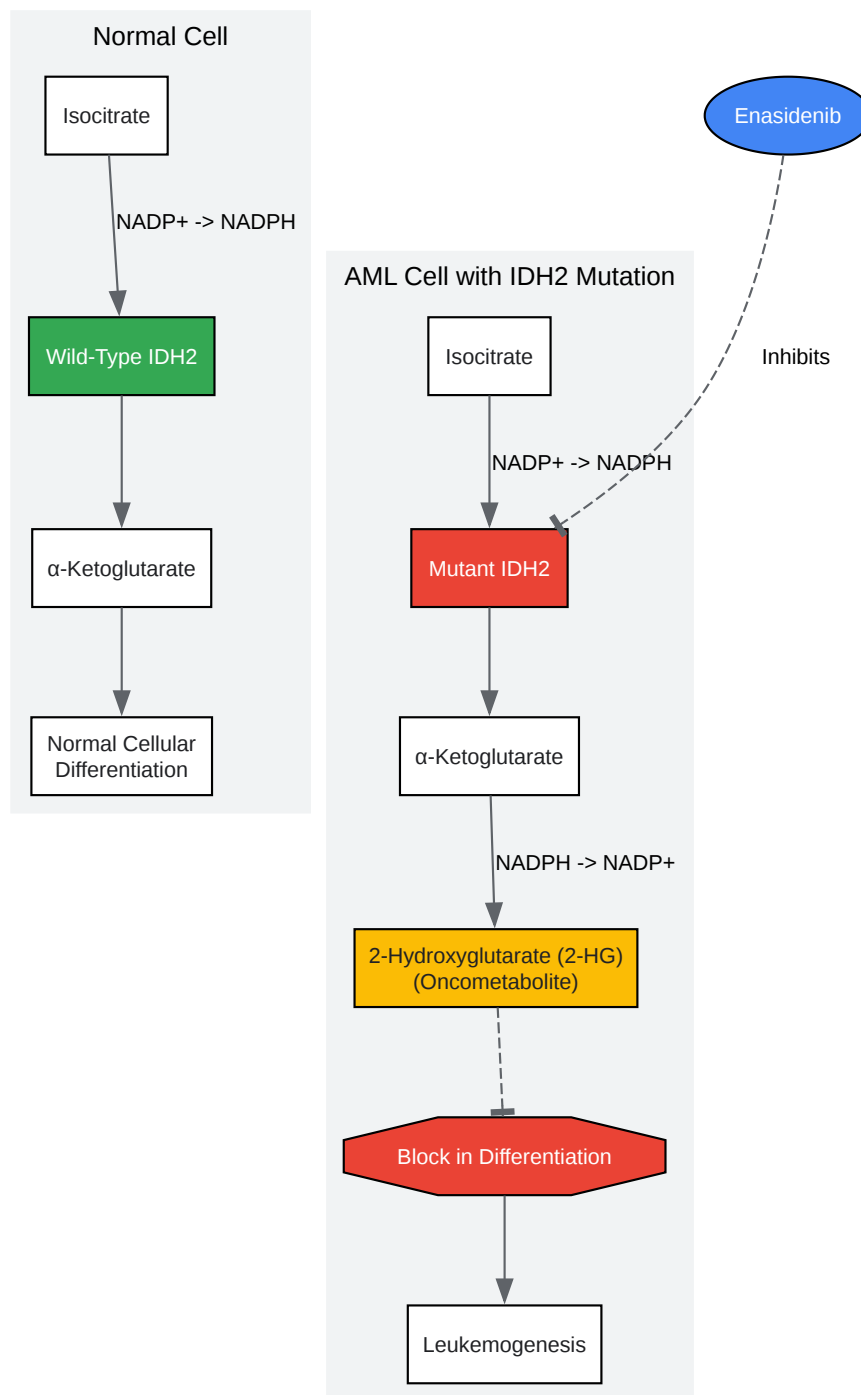 Normal Cell
Isocitrate
NADP+ -> NADPH
Wild-Type IDH2
α-Ketoglutarate
Normal Cellular
Differentiation
Enasidenib
Inhibits
AML Cell with IDH2 Mutation
Isocitrate
NADP+ -> NADPH
Mutant IDH2
α-Ketoglutarate
NADPH -> NADP+
2-Hydroxyglutarate (2-HG)
(Oncometabolite)
Block in Differentiation
Leukemogenesis